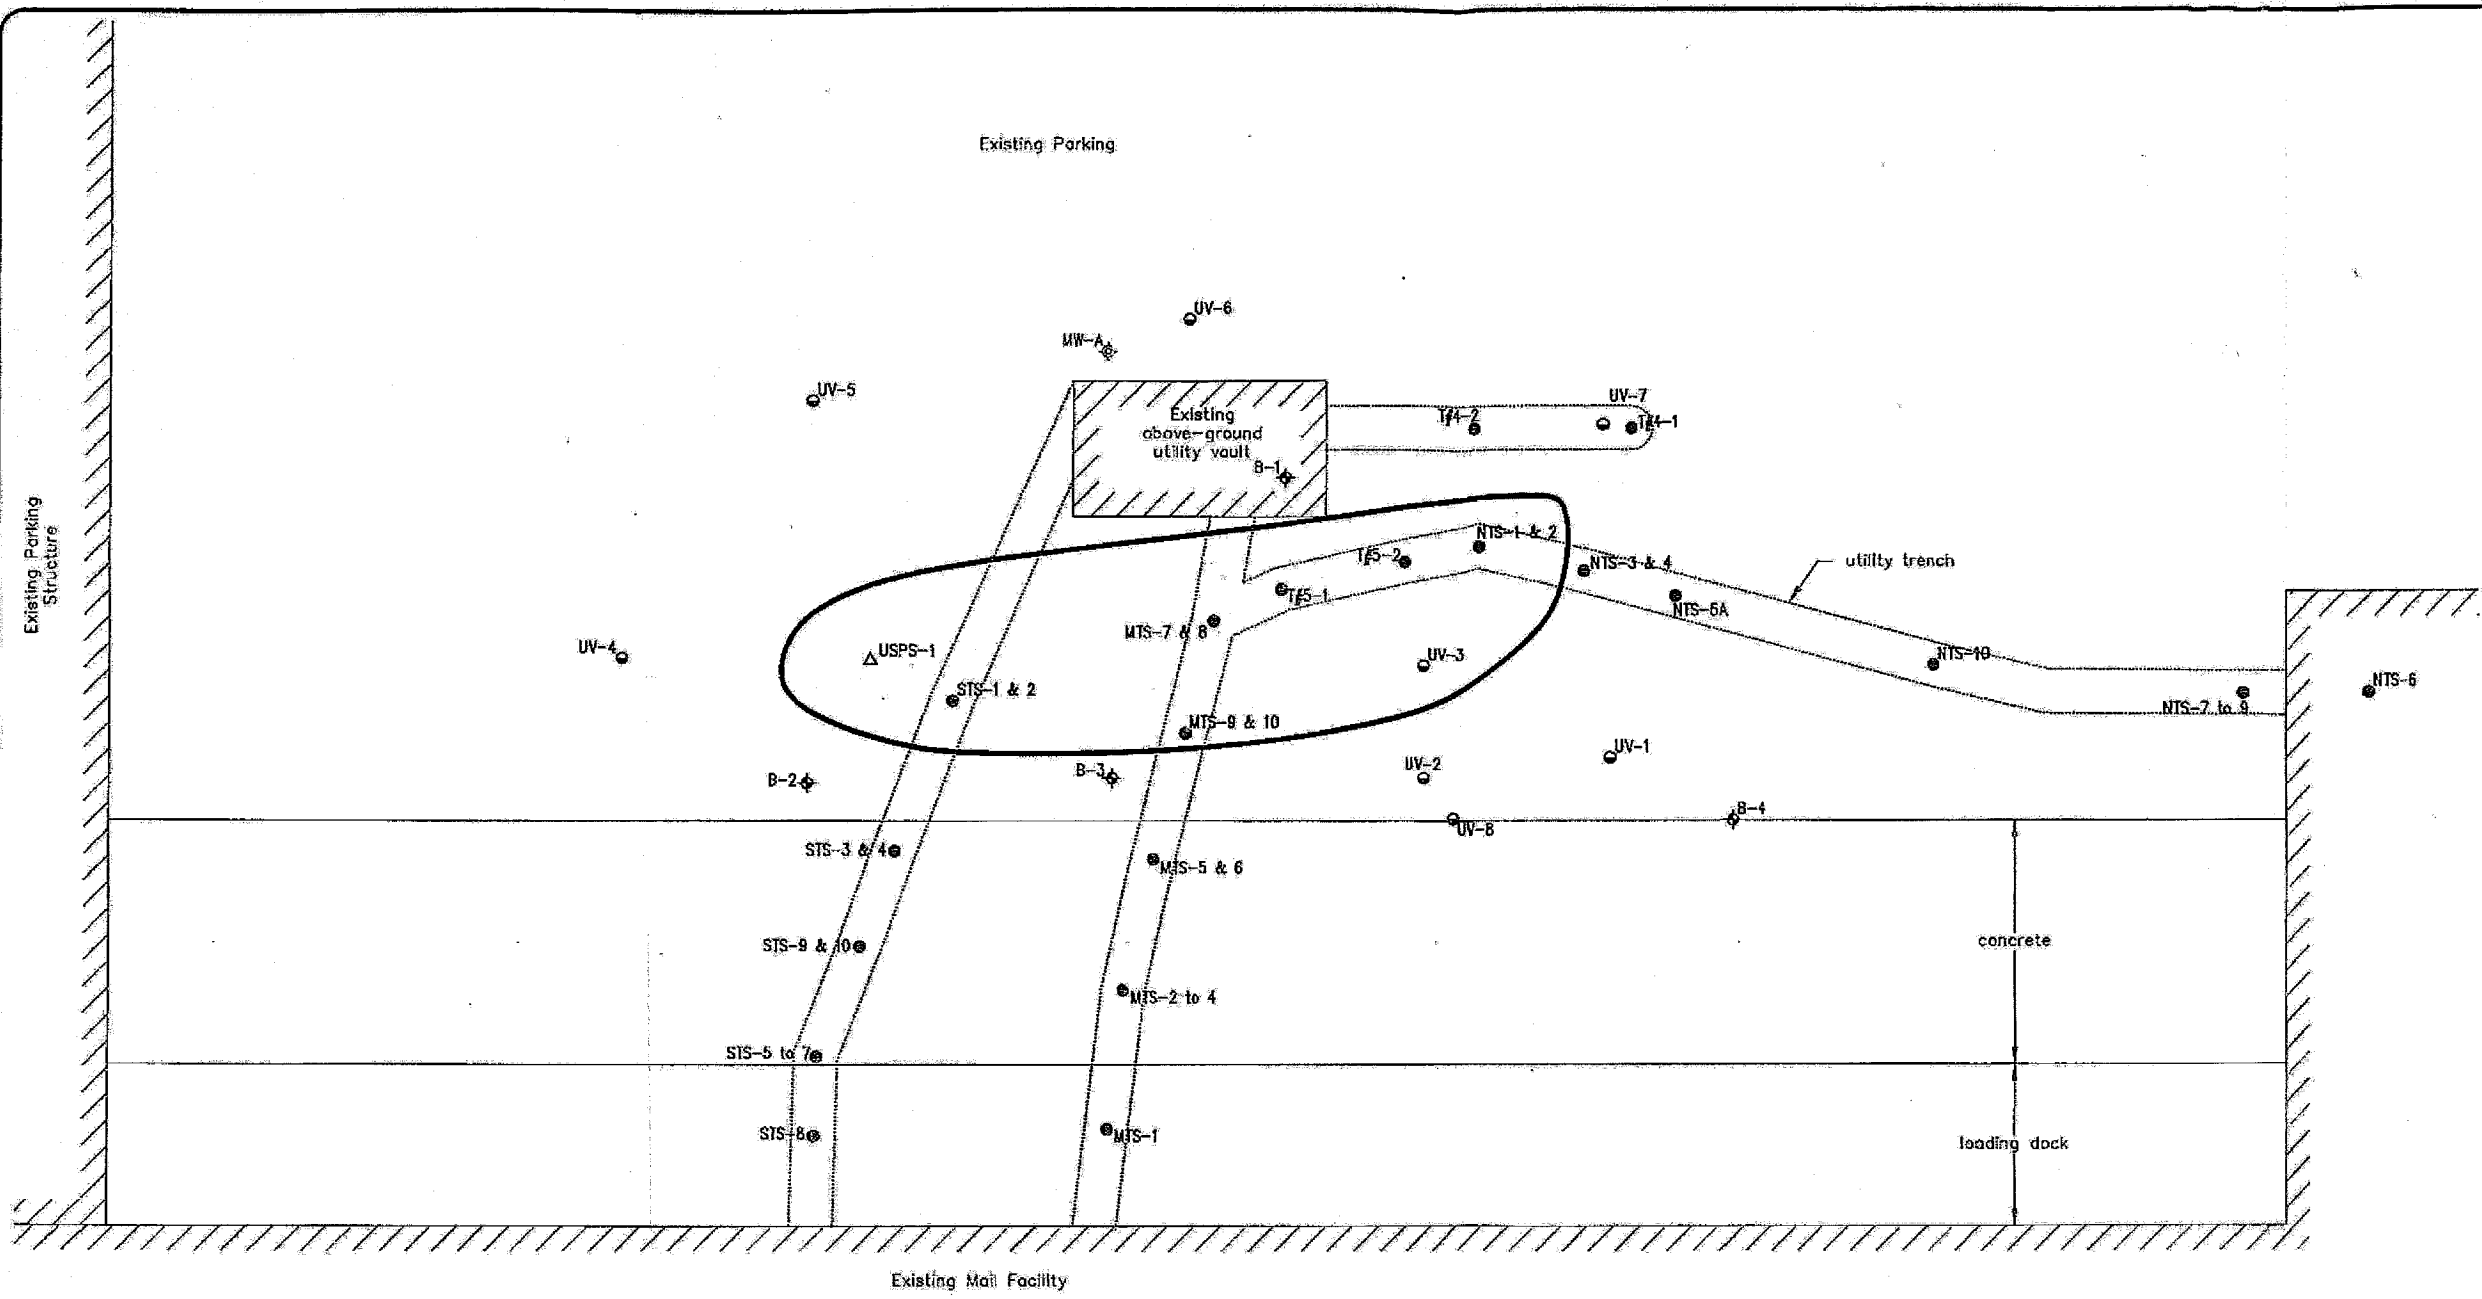 Existing Parking
UV-6
MW-A
UV-5
Existing
above-ground
utility vault
B-1
UV-7
T#4-2
T#4-1
Existing Parking
Structure
NTS-1 & 2
T#5-2
NTS-3 & 4
utility trench
T#5-1
NTS-5A
MTS-7 & 8
UV-4
USPS-1
UV-3
NTS-10
NTS-6
STS-1 & 2
NTS-7 to 9
MTS-9 & 10
UV-1
UV-2
B-2
B-3
B-4
UV-8
STS-3 & 4
MTS-5 & 6
STS-9 & 10
concrete
MTS-2 to 4
STS-5 to 7
STS-8
MTS-1
loading dock
Existing Mail Facility